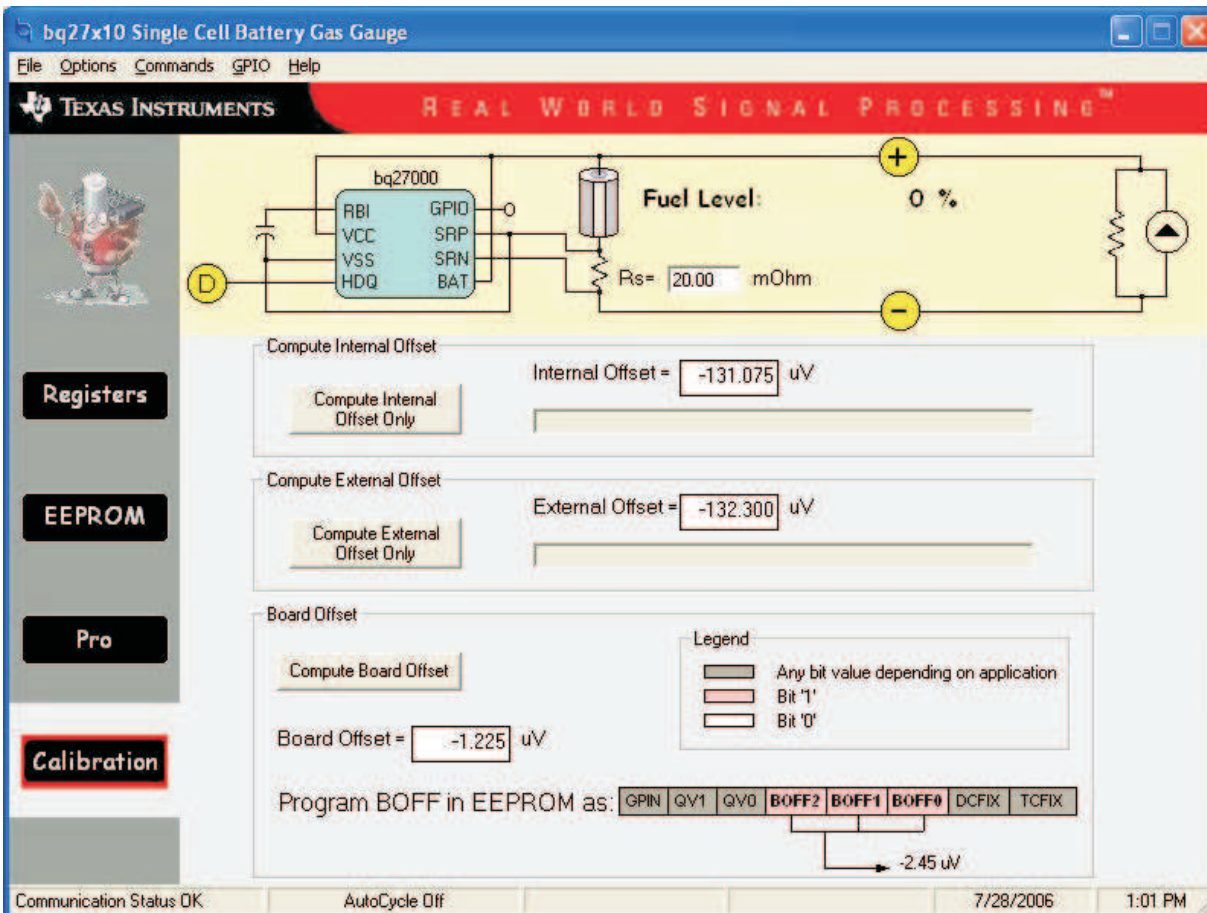 bq27x10 Single Cell Battery Gas Gauge
File Options Commands GPIO Help
TEXAS INSTRUMENTS
REAL WORLD SIGNAL PROCESSING™
bq27000
RBI GPIO
VCC SRP
VSS SRN
HDQ BAT
D
+
Fuel Level: 0 %
Rs= 20.00 mOhm
−
Registers
EEPROM
Pro
Calibration
Compute Internal Offset
Compute Internal
Offset Only
Internal Offset = -131.075 uV
Compute External Offset
Compute External
Offset Only
External Offset = -132.300 uV
Board Offset
Compute Board Offset
Legend
Any bit value depending on application
Bit '1'
Bit '0'
Board Offset = -1.225 uV
Program BOFF in EEPROM as: GPIN QV1 QV0 BOFF2 BOFF1 BOFF0 DCFIX TCFIX
-2.45 uV
Communication Status OK AutoCycle Off 7/28/2006 1:01 PM